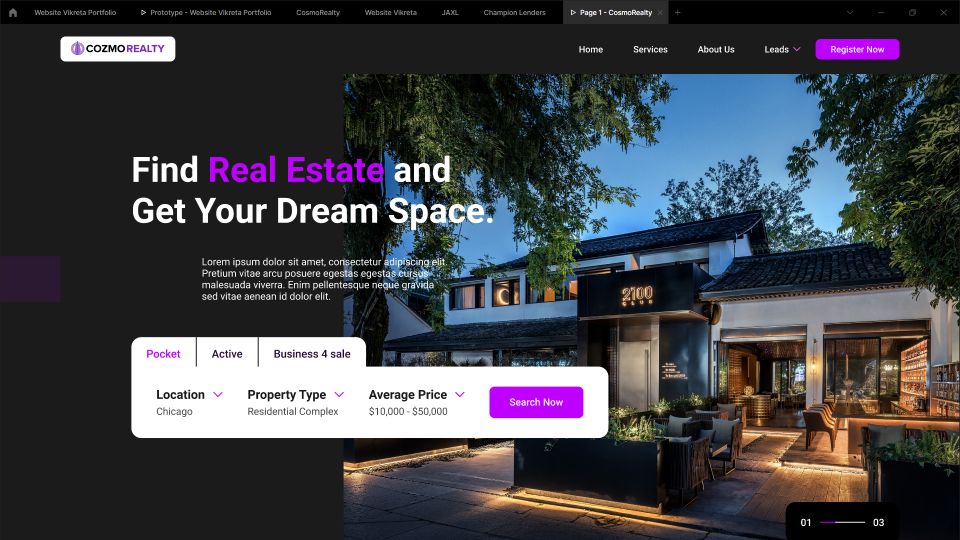 Website Vikreta Portfolio
Prototype - Website Vikreta Portfolio
CosmoRealty
Website Vikreta
JAXL
Champion Lenders
Page 1 - CosmoRealty
COZMO REALTY
Home
Services
About Us
Leads
Register Now
Find Real Estate and
Get Your Dream Space.
Lorem ipsum dolor sit amet, consectetur adipiscing elit.
Pretium vitae arcu posuere egestas egestas cursus
malesuada viverra. Enim pellentesque neque gravida
sed vitae aenean id dolor elit.
2100
CLUB
Pocket
Active
Business 4 sale
Location
Chicago
Property Type
Residential Complex
Average Price
$10,000 - $50,000
Search Now
01
03